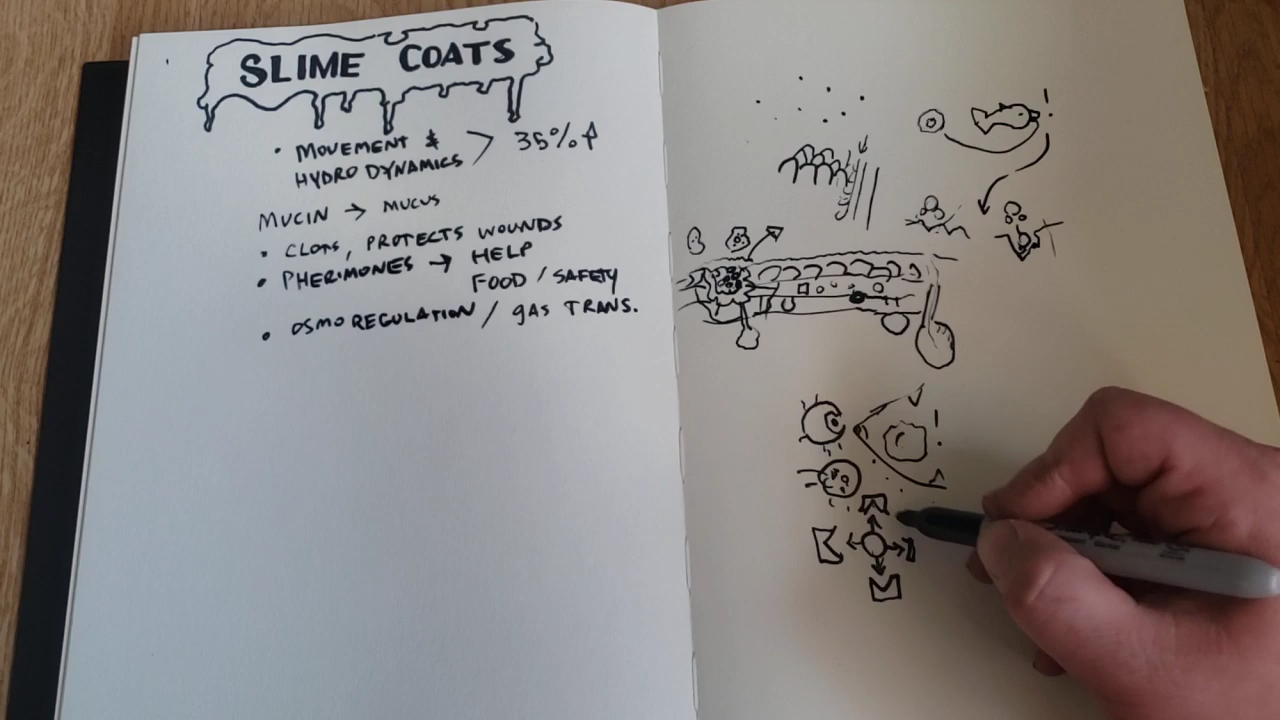 SLIME COATS
• MOVEMENT & > 35% ↑
HYDRO DYNAMICS
MUCIN → MUCUS
• CLOTS, PROTECTS WOUNDS
• PHERIMONES → HELP
FOOD / SAFETY
• OSMOREGULATION / GAS TRANS.